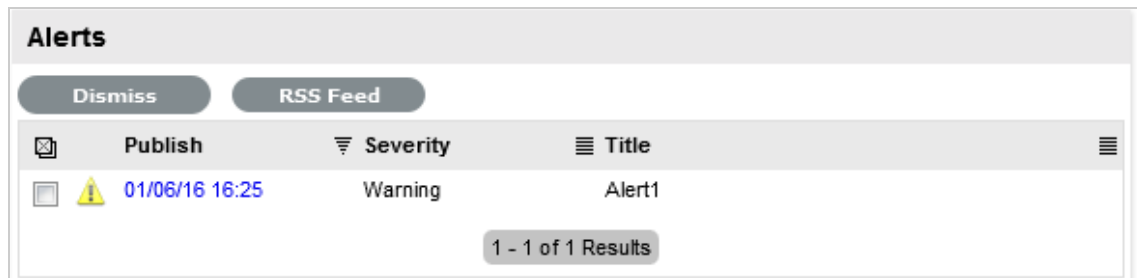 Alerts
Dismiss RSS Feed
Publish Severity Title
01/06/16 16:25 Warning Alert1
1 - 1 of 1 Results